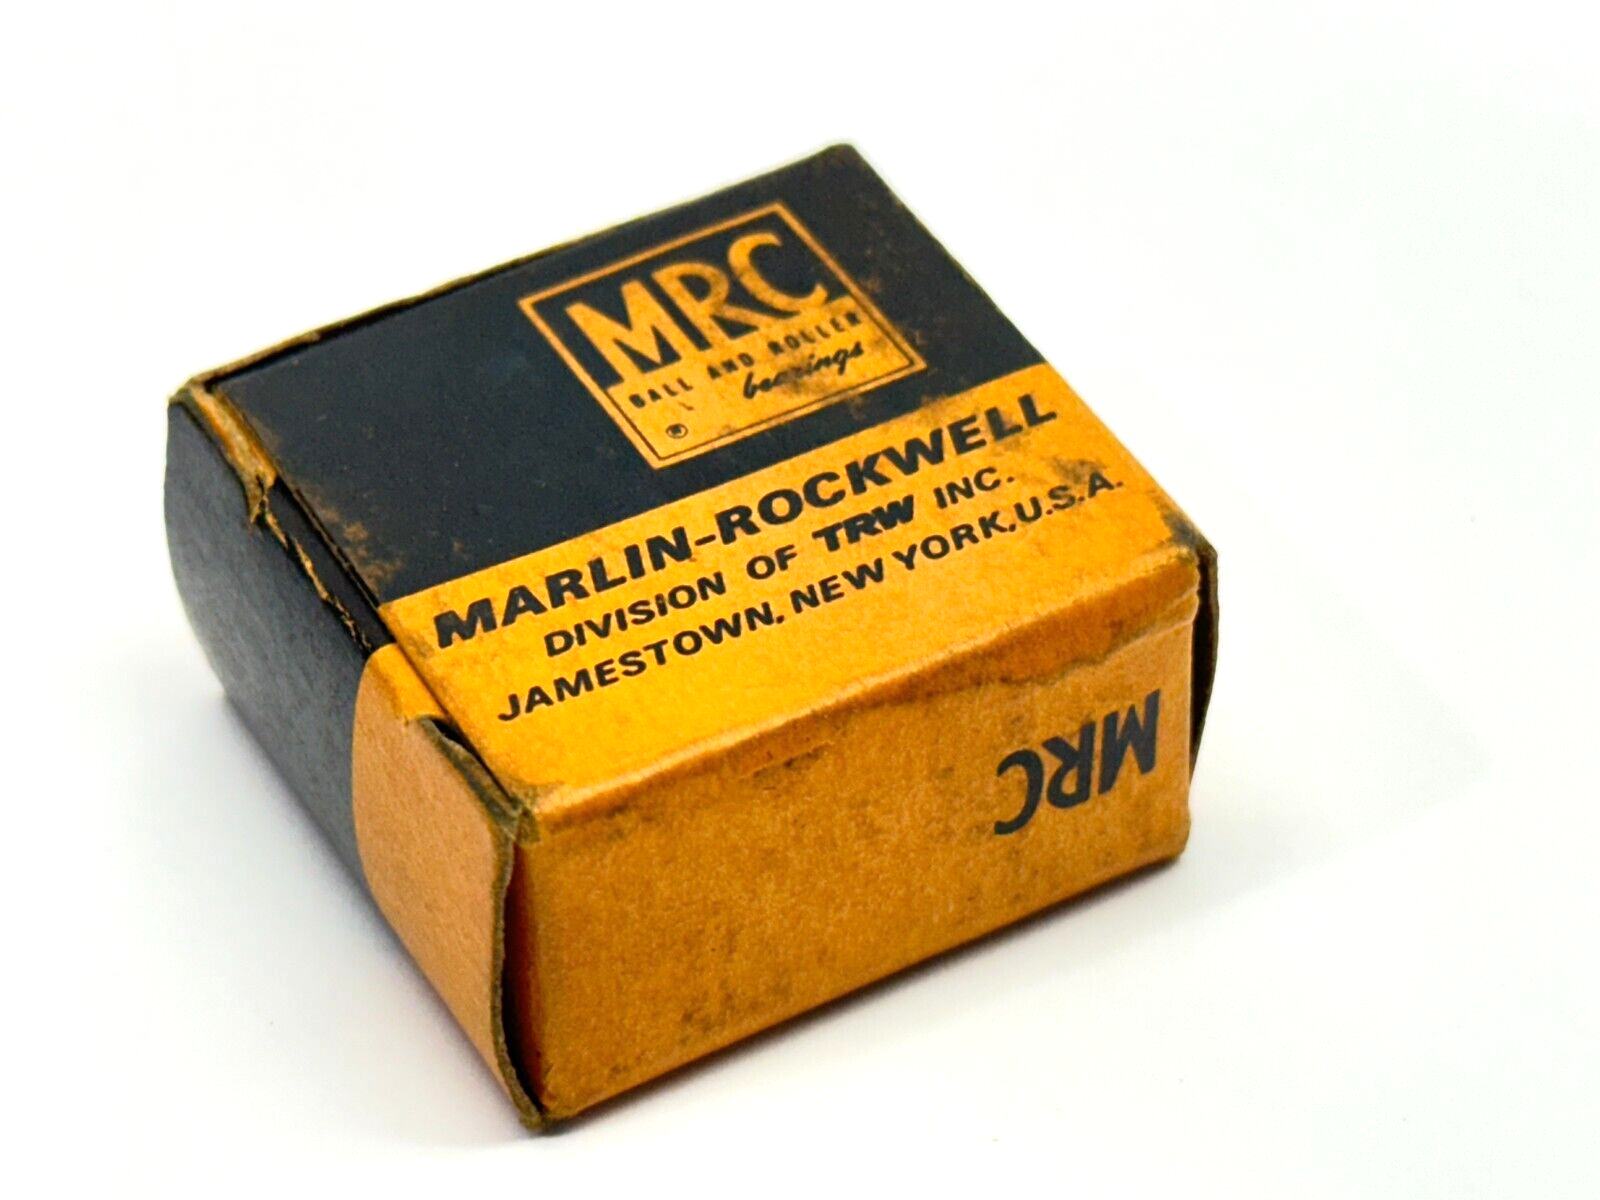 MRC
BALL AND ROLLER
bearings
®
MARLIN-ROCKWELL
DIVISION OF TRW INC.
JAMESTOWN, NEW YORK, U.S.A.
MRC